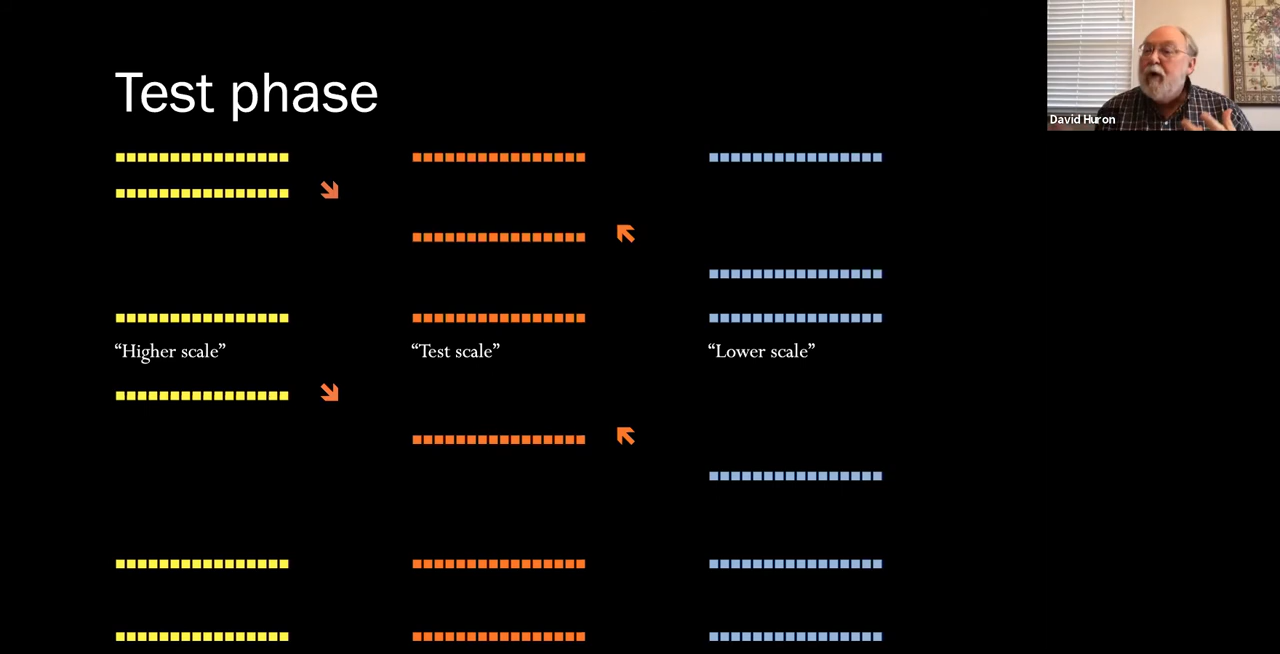 Test phase
David Huron
“Higher scale”
“Test scale”
“Lower scale”